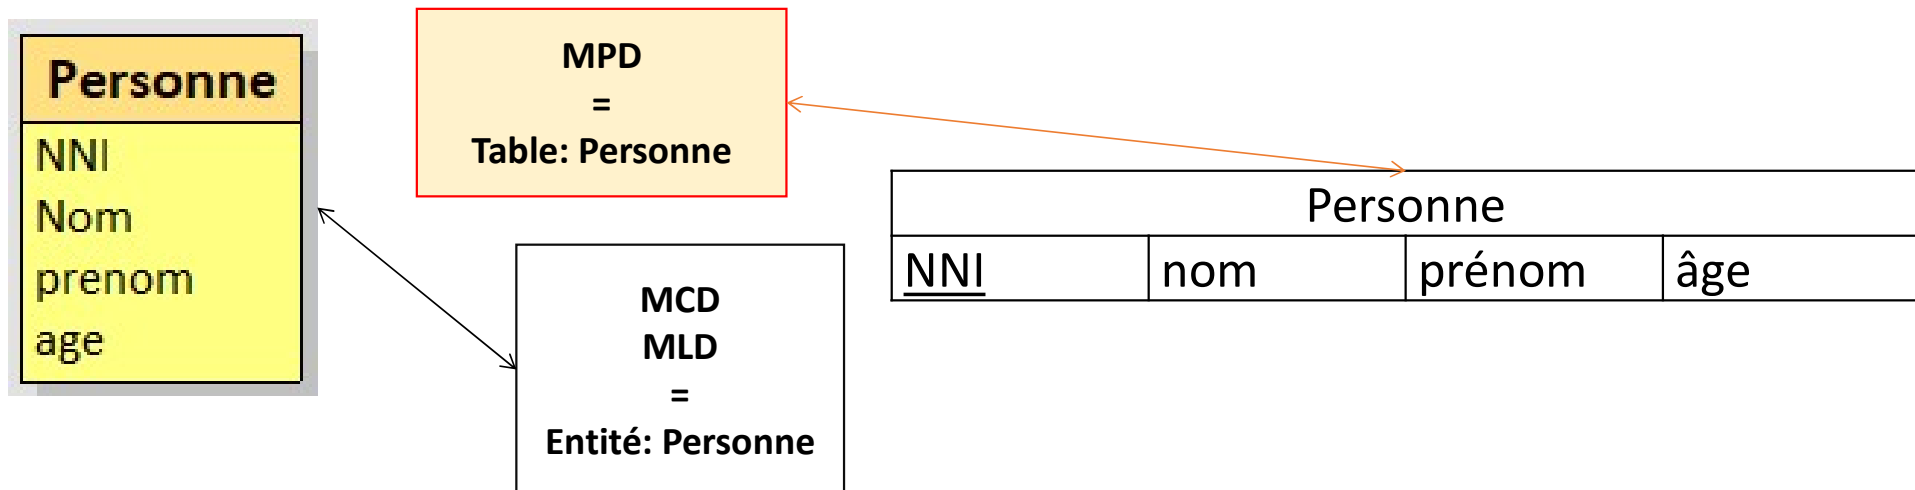 Personne
NNI
Nom
prenom
age
MPD
=
Table: Personne
MCD
MLD
=
Entité: Personne
Personne
NNI nom prénom âge